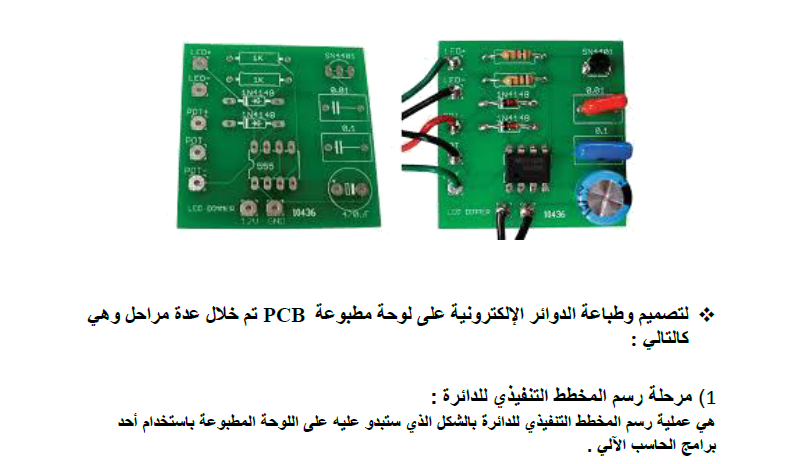 LED+
1K
LED-
1K
1N4148
POT+
1N4148
POT
POT-
555
SN4401
0.01
0.1
LED DIMMER
12V
GND
10436
470uF
LED+
LED-
1N4148
SN4401
0.01
0.1
LED DIMMER
10436
❖ لتصميم وطباعة الدوائر الإلكترونية على لوحة مطبوعة PCB تم خلال عدة مراحل وهي
كالتالي :
1) مرحلة رسم المخطط التنفيذي للدائرة :
هي عملية رسم المخطط التنفيذي للدائرة بالشكل الذي ستبدو عليه على اللوحة المطبوعة باستخدام أحد
برامج الحاسب الآلي .